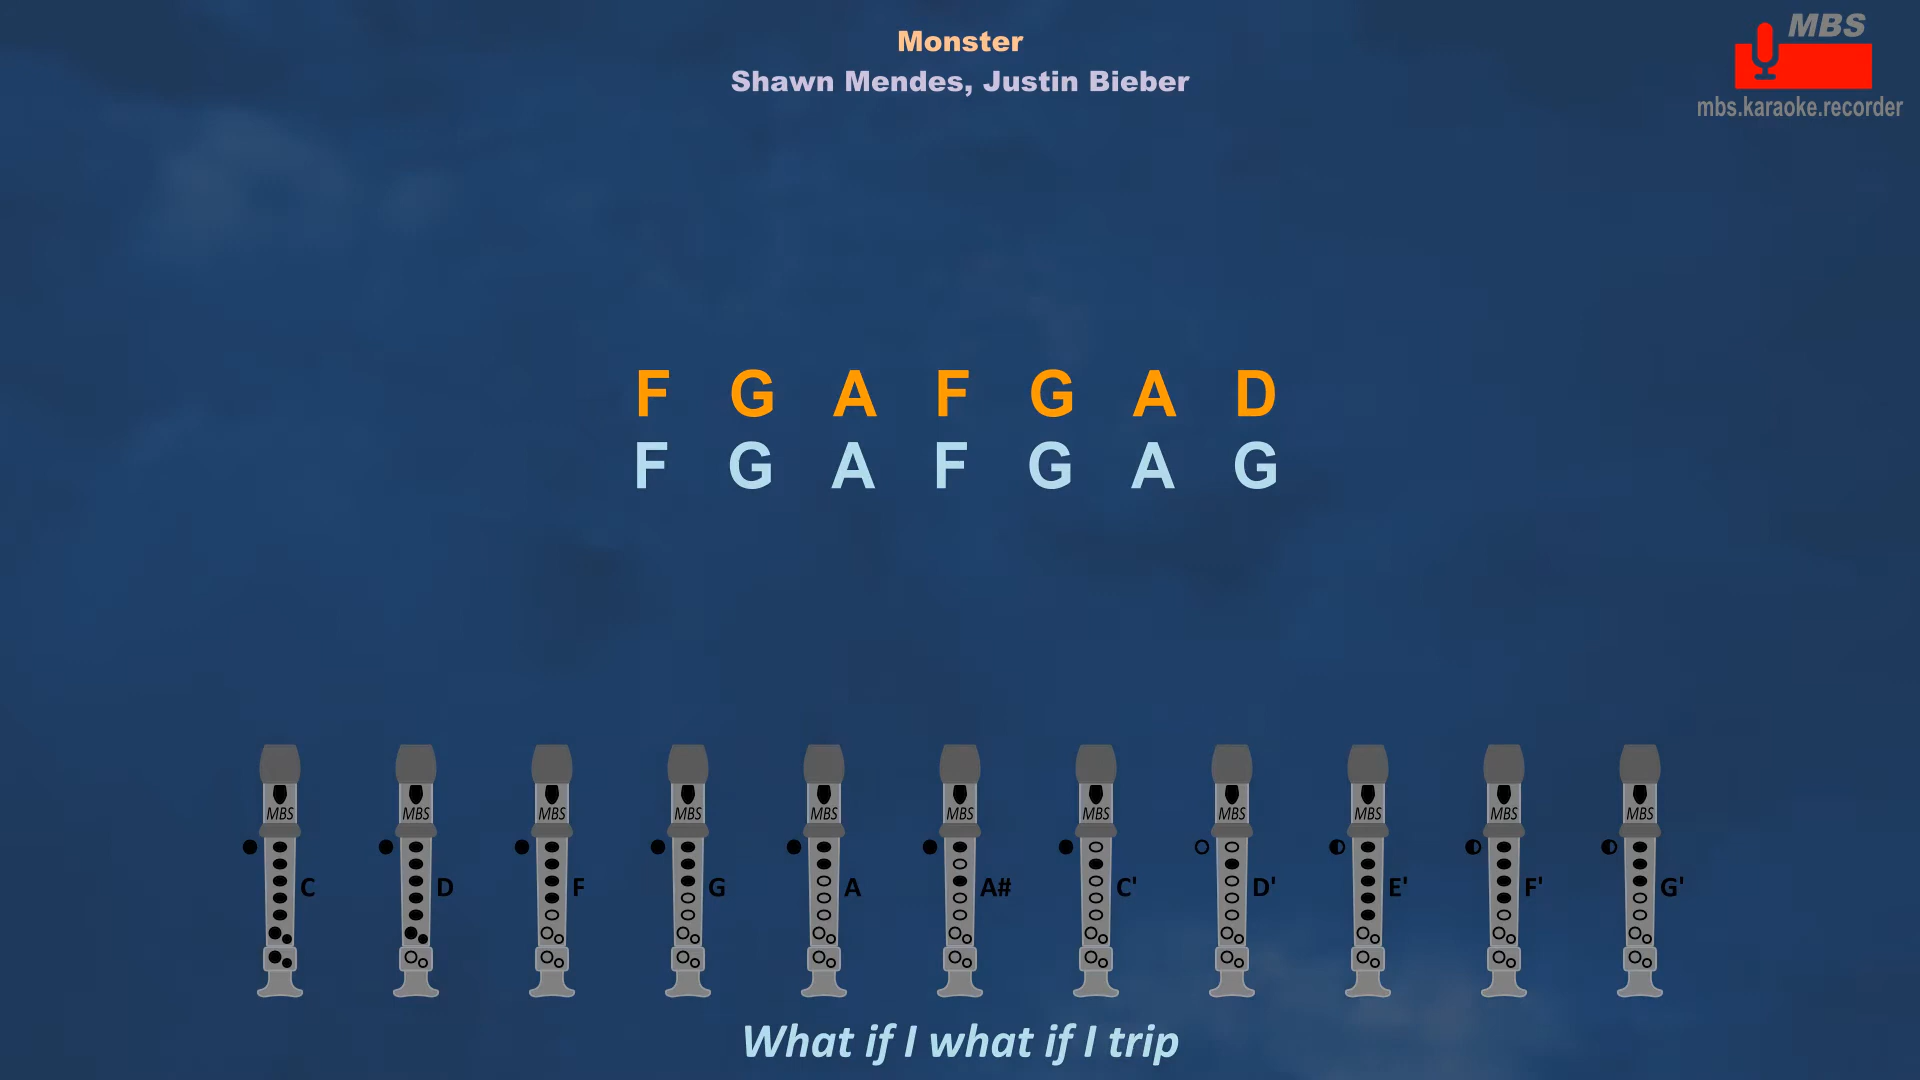 Monster
Shawn Mendes, Justin Bieber
MBS
mbs.karaoke.recorder
F G A F G A D
F G A F G A G
MBS MBS MBS MBS MBS MBS MBS MBS MBS MBS MBS
C D F G A A# C' D' E' F' G'
What if I what if I trip